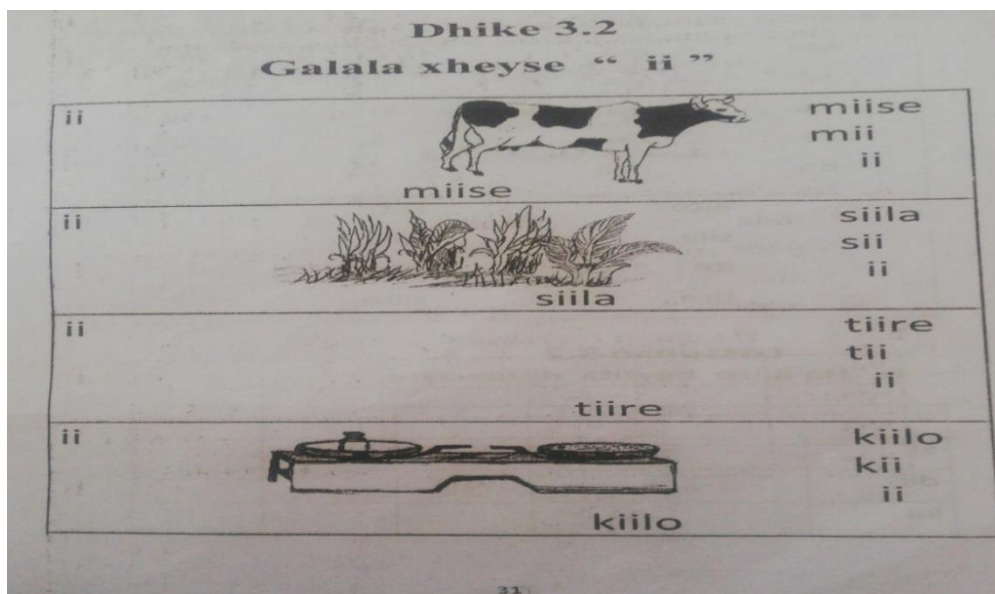 Dhike 3.2
Galala xheyse “ ii ”
ii
miise
miise
mii
ii
ii
siila
siila
sii
ii
ii
tiire
tiire
tii
ii
ii
kiilo
kiilo
kii
ii
31